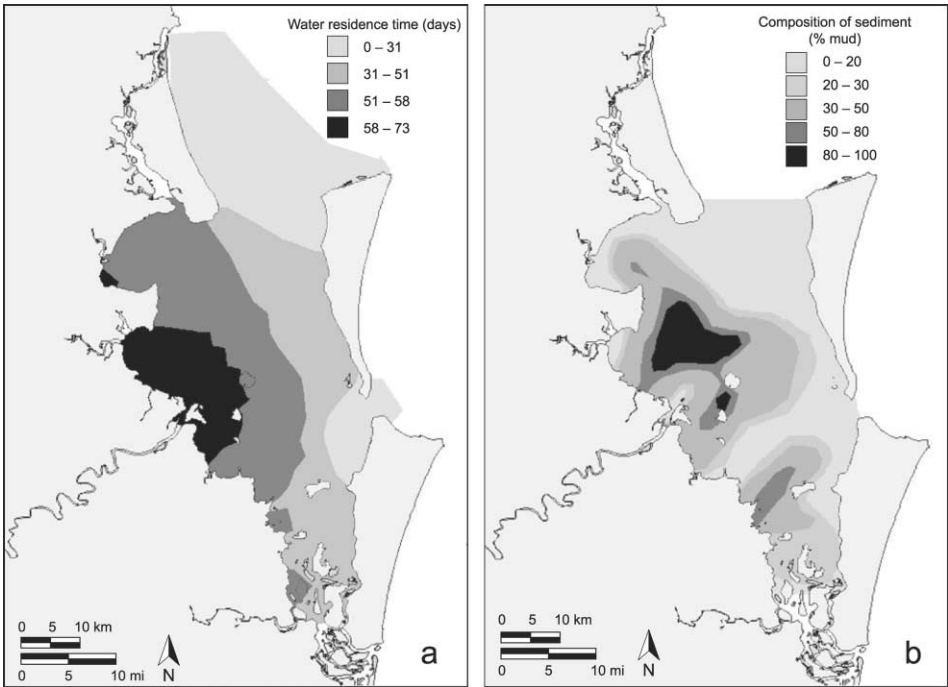 Water residence time (days)
0 – 31
31 – 51
51 – 58
58 – 73
0 5 10 km
0 5 10 mi
N
a
Composition of sediment
(% mud)
0 – 20
20 – 30
30 – 50
50 – 80
80 – 100
0 5 10 km
0 5 10 mi
N
b